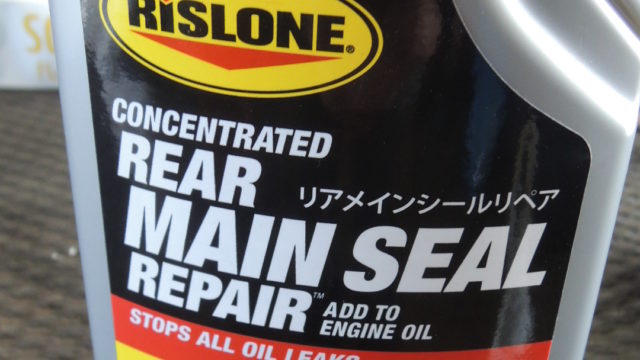 RISLONE®
CONCENTRATED
REAR
リアメインシールリペア
MAIN SEAL
REPAIR™ ADD TO
ENGINE OIL
STOPS ALL OIL LEAKS